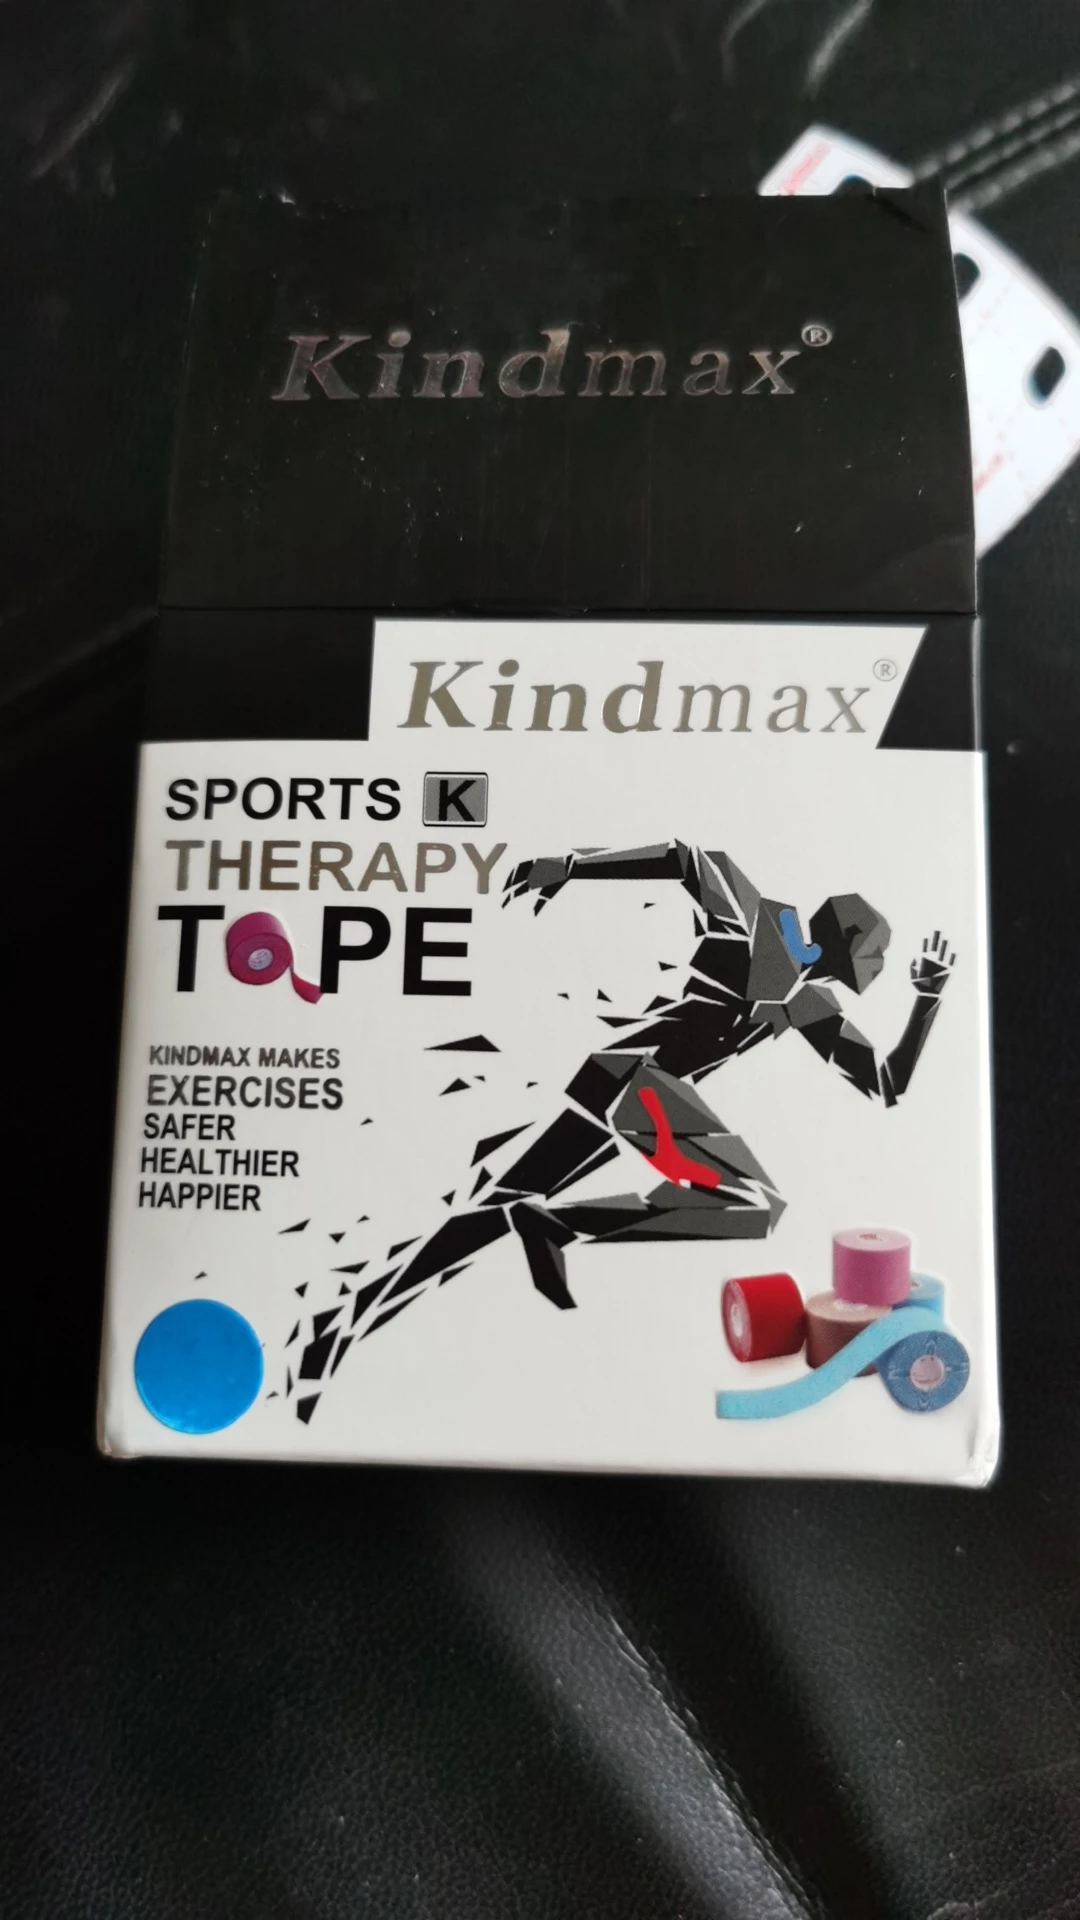 Kindmax®
Kindmax®
SPORTS K
THERAPY
TAPE
KINDMAX MAKES
EXERCISES
SAFER
HEALTHIER
HAPPIER